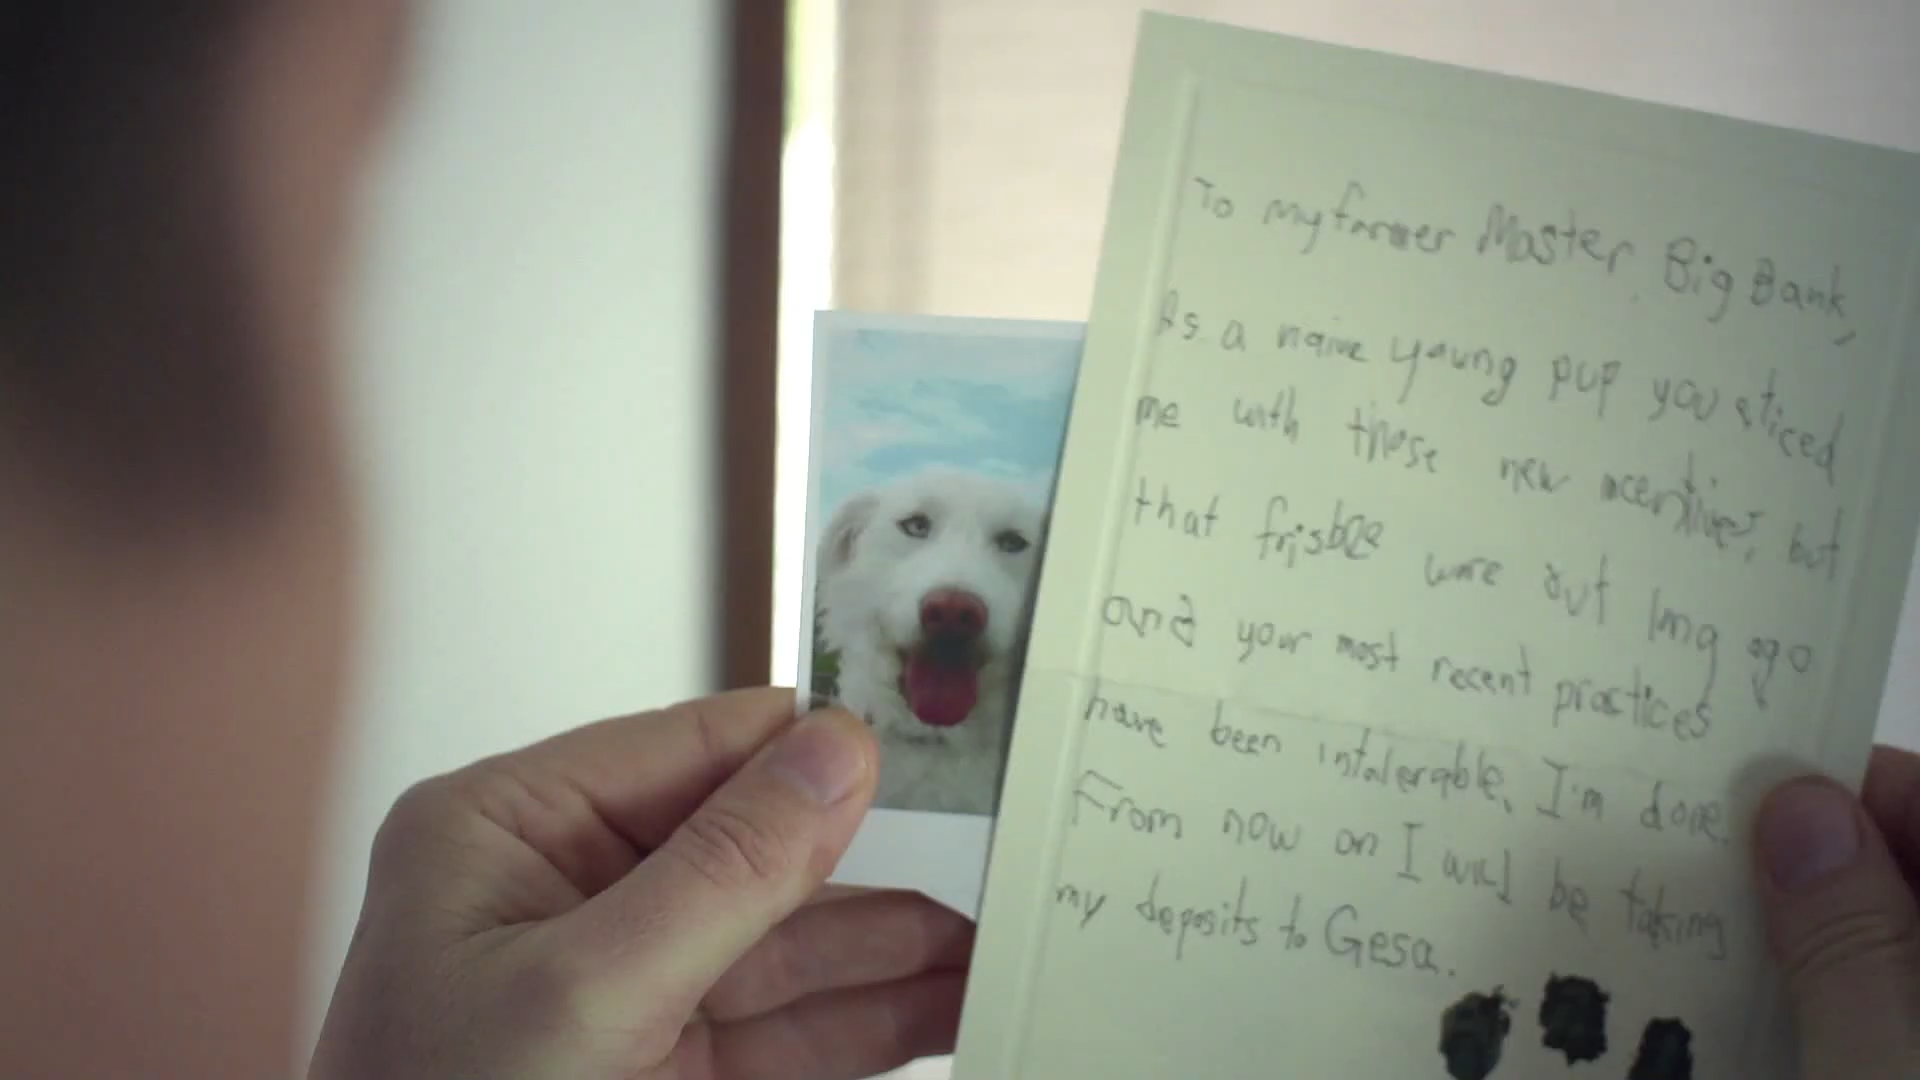 To my former Master, Big Bank,
As a naive young pup you eticed
me with those new incentives, but
that frisbee wore out long ago
and your most recent practices
have been intolerable. I'm done.
From now on I will be taking
my deposits to Gesa.